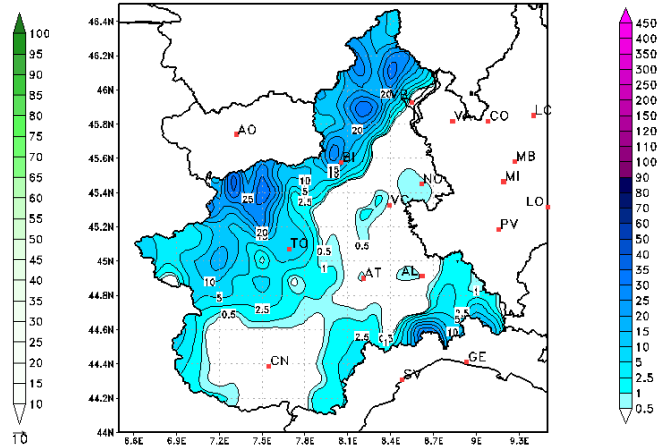 46.4N
46.2N
46N
45.8N
45.6N
45.4N
45.2N
45N
44.8N
44.6N
44.4N
44.2N
44N
6.6E 6.9E 7.2E 7.5E 7.8E 8.1E 8.4E 8.7E 9E 9.3E
100
95
90
85
80
75
70
65
60
55
50
45
40
35
30
25
20
15
10
10
450
400
350
300
250
200
150
130
110
100
90
80
70
60
50
45
40
35
30
25
20
15
10
5
2.5
1
0.5
AO
VB
VA
CO
LC
BI
MB
MI
NO
VC
LO
PV
TO
AT
AL
CN
GE
SV
20
20
10
5
2.5
25
20
0.5
0.5
1
10
5
2.5
0.5
2.5
1
10